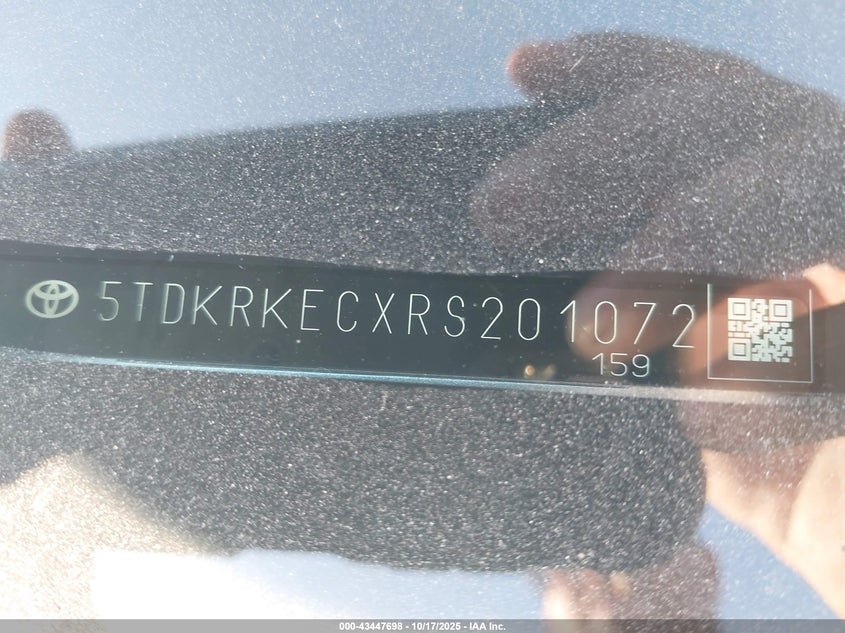 5TDKRKECXRS201072
159
000-43447698 - 10/17/2025 - IAA Inc.